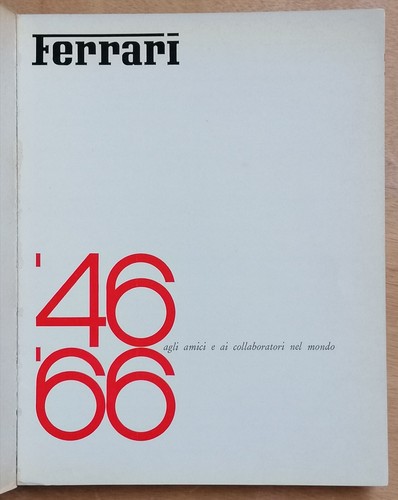 Ferrari
'46
agli amici e ai collaboratori nel mondo
'66